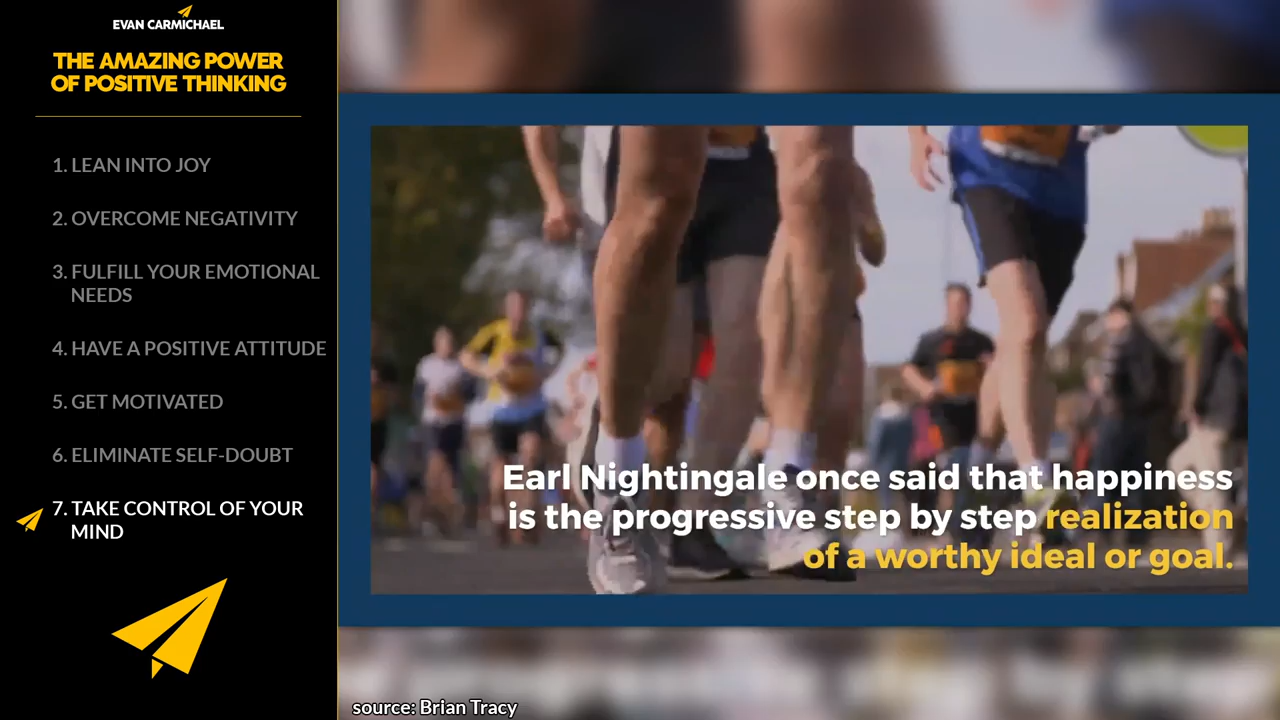 EVAN CARMICHAEL
THE AMAZING POWER
OF POSITIVE THINKING
1. LEAN INTO JOY
2. OVERCOME NEGATIVITY
3. FULFILL YOUR EMOTIONAL
NEEDS
4. HAVE A POSITIVE ATTITUDE
5. GET MOTIVATED
6. ELIMINATE SELF-DOUBT
7. TAKE CONTROL OF YOUR
MIND
Earl Nightingale once said that happiness
is the progressive step by step realization
of a worthy ideal or goal.
source: Brian Tracy